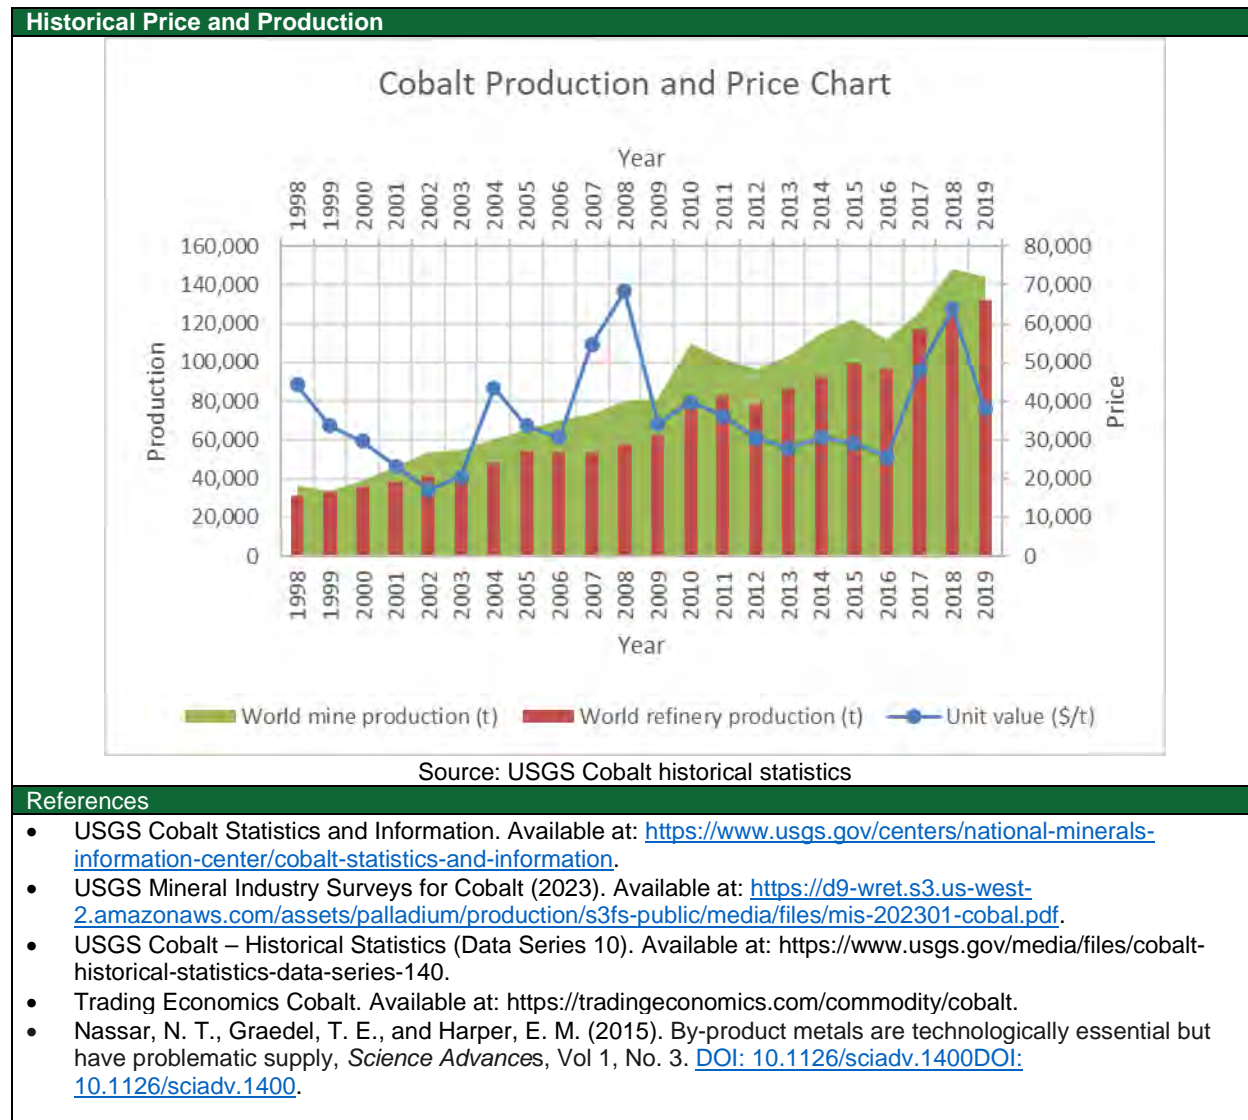 Historical Price and Production
Cobalt Production and Price Chart
Year
1998 1999 2000 2001 2002 2003 2004 2005 2006 2007 2008 2009 2010 2011 2012 2013 2014 2015 2016 2017 2018 2019
160,000 80,000
140,000 70,000
120,000 60,000
100,000 50,000
80,000 40,000
60,000 30,000
40,000 20,000
20,000 10,000
0 0
Production
Price
1998 1999 2000 2001 2002 2003 2004 2005 2006 2007 2008 2009 2010 2011 2012 2013 2014 2015 2016 2017 2018 2019
Year
World mine production (t) World refinery production (t) Unit value ($/t)
Source: USGS Cobalt historical statistics
References
• USGS Cobalt Statistics and Information. Available at: https://www.usgs.gov/centers/national-minerals-
information-center/cobalt-statistics-and-information.
• USGS Mineral Industry Surveys for Cobalt (2023). Available at: https://d9-wret.s3.us-west-
2.amazonaws.com/assets/palladium/production/s3fs-public/media/files/mis-202301-cobal.pdf.
• USGS Cobalt – Historical Statistics (Data Series 10). Available at: https://www.usgs.gov/media/files/cobalt-
historical-statistics-data-series-140.
• Trading Economics Cobalt. Available at: https://tradingeconomics.com/commodity/cobalt.
• Nassar, N. T., Graedel, T. E., and Harper, E. M. (2015). By-product metals are technologically essential but
have problematic supply, Science Advances, Vol 1, No. 3. DOI: 10.1126/sciadv.1400DOI:
10.1126/sciadv.1400.